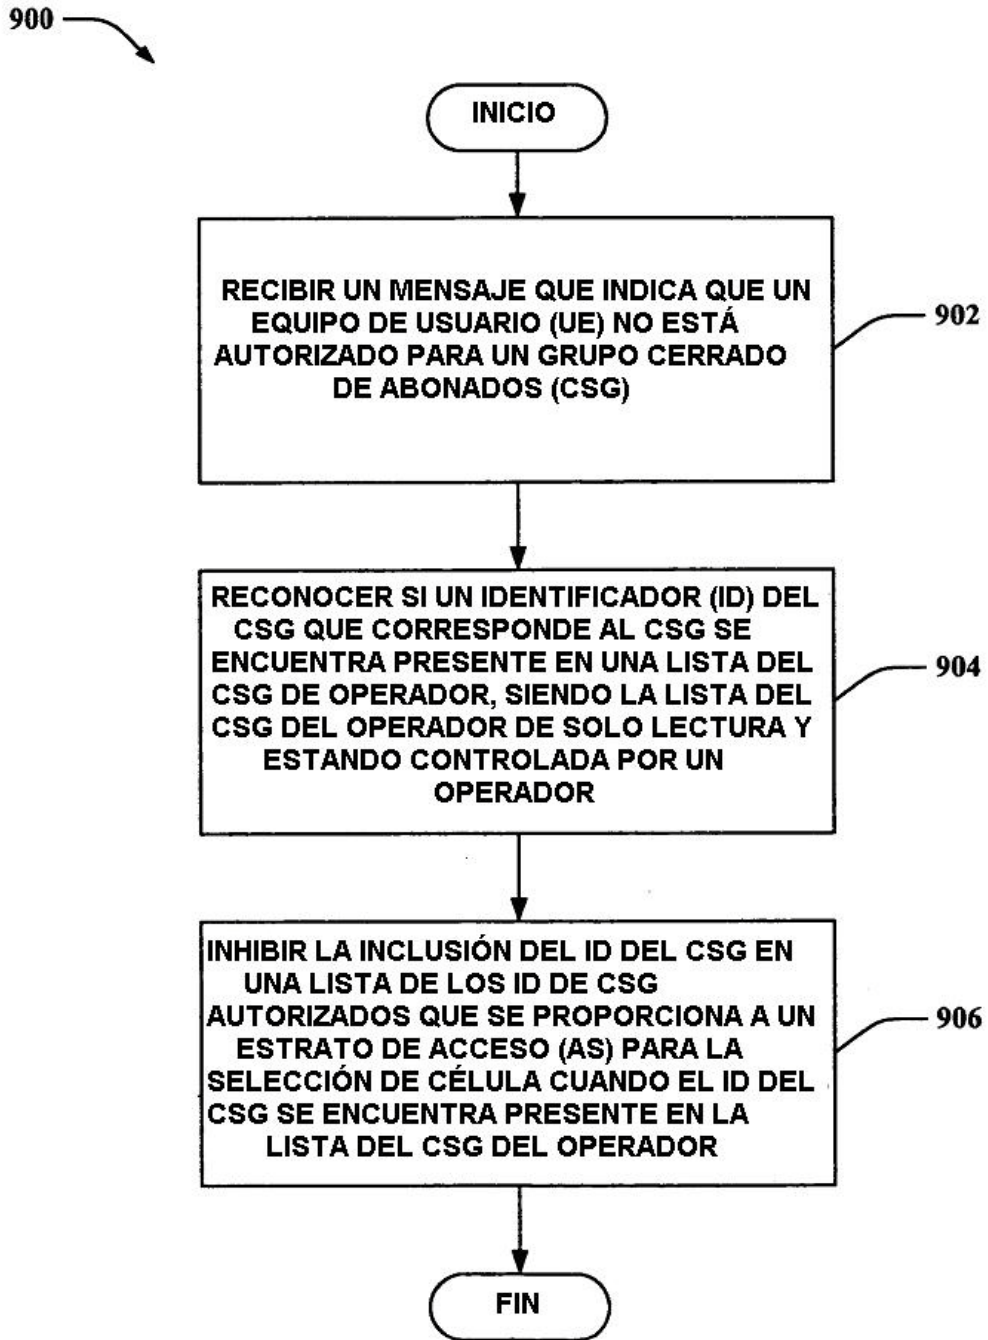 900
INICIO
RECIBIR UN MENSAJE QUE INDICA QUE UN
EQUIPO DE USUARIO (UE) NO ESTÁ
AUTORIZADO PARA UN GRUPO CERRADO
DE ABONADOS (CSG)
902
RECONOCER SI UN IDENTIFICADOR (ID) DEL
CSG QUE CORRESPONDE AL CSG SE
ENCUENTRA PRESENTE EN UNA LISTA DEL
CSG DE OPERADOR, SIENDO LA LISTA DEL
CSG DEL OPERADOR DE SOLO LECTURA Y
ESTANDO CONTROLADA POR UN
OPERADOR
904
INHIBIR LA INCLUSIÓN DEL ID DEL CSG EN
UNA LISTA DE LOS ID DE CSG
AUTORIZADOS QUE SE PROPORCIONA A UN
ESTRATO DE ACCESO (AS) PARA LA
SELECCIÓN DE CÉLULA CUANDO EL ID DEL
CSG SE ENCUENTRA PRESENTE EN LA
LISTA DEL CSG DEL OPERADOR
906
FIN